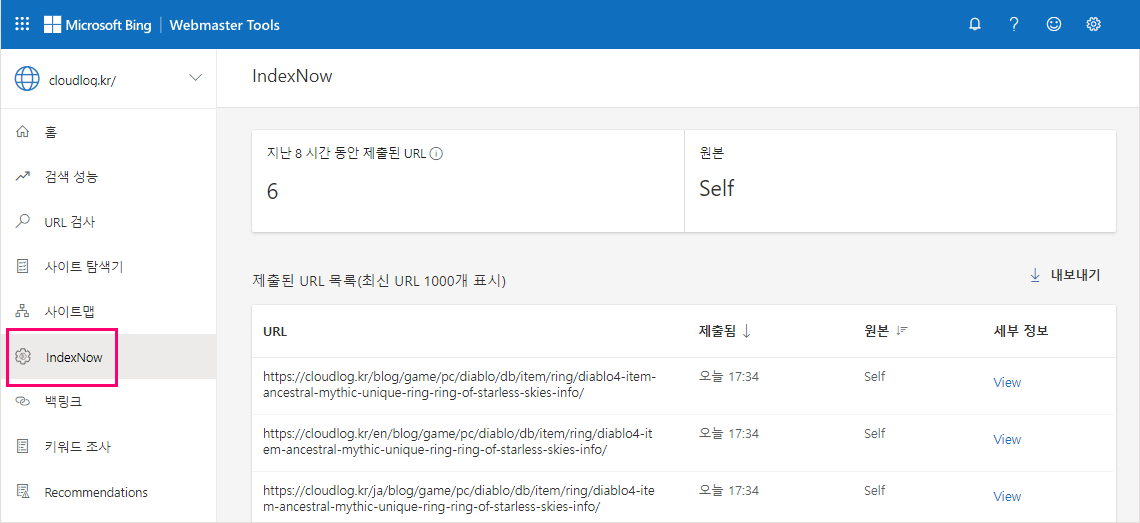 Microsoft Bing | Webmaster Tools
cloudlog.kr/
IndexNow
홈
검색 성능
URL 검사
사이트 탐색기
사이트맵
IndexNow
백링크
키워드 조사
Recommendations
지난 8 시간 동안 제출된 URL
6
원본
Self
제출된 URL 목록(최신 URL 1000개 표시)
내보내기
URL 제출됨 원본 세부 정보
https://cloudlog.kr/blog/game/pc/diablo/db/item/ring/diablo4-item-
ancestral-mythic-unique-ring-ring-of-starless-skies-info/
오늘 17:34 Self View
https://cloudlog.kr/en/blog/game/pc/diablo/db/item/ring/diablo4-it
em-ancestral-mythic-unique-ring-ring-of-starless-skies-info/
오늘 17:34 Self View
https://cloudlog.kr/ja/blog/game/pc/diablo/db/item/ring/diablo4-ite
m-ancestral-mythic-unique-ring-ring-of-starless-skies-info/
오늘 17:34 Self View